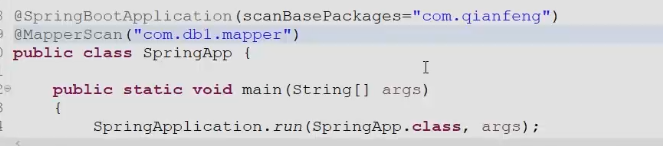 @SpringBootApplication(scanBasePackages="com.qianfeng")
@MapperScan("com.db1.mapper")
public class SpringApp {
public static void main(String[] args)
{
SpringApplication.run(SpringApp.class, args);